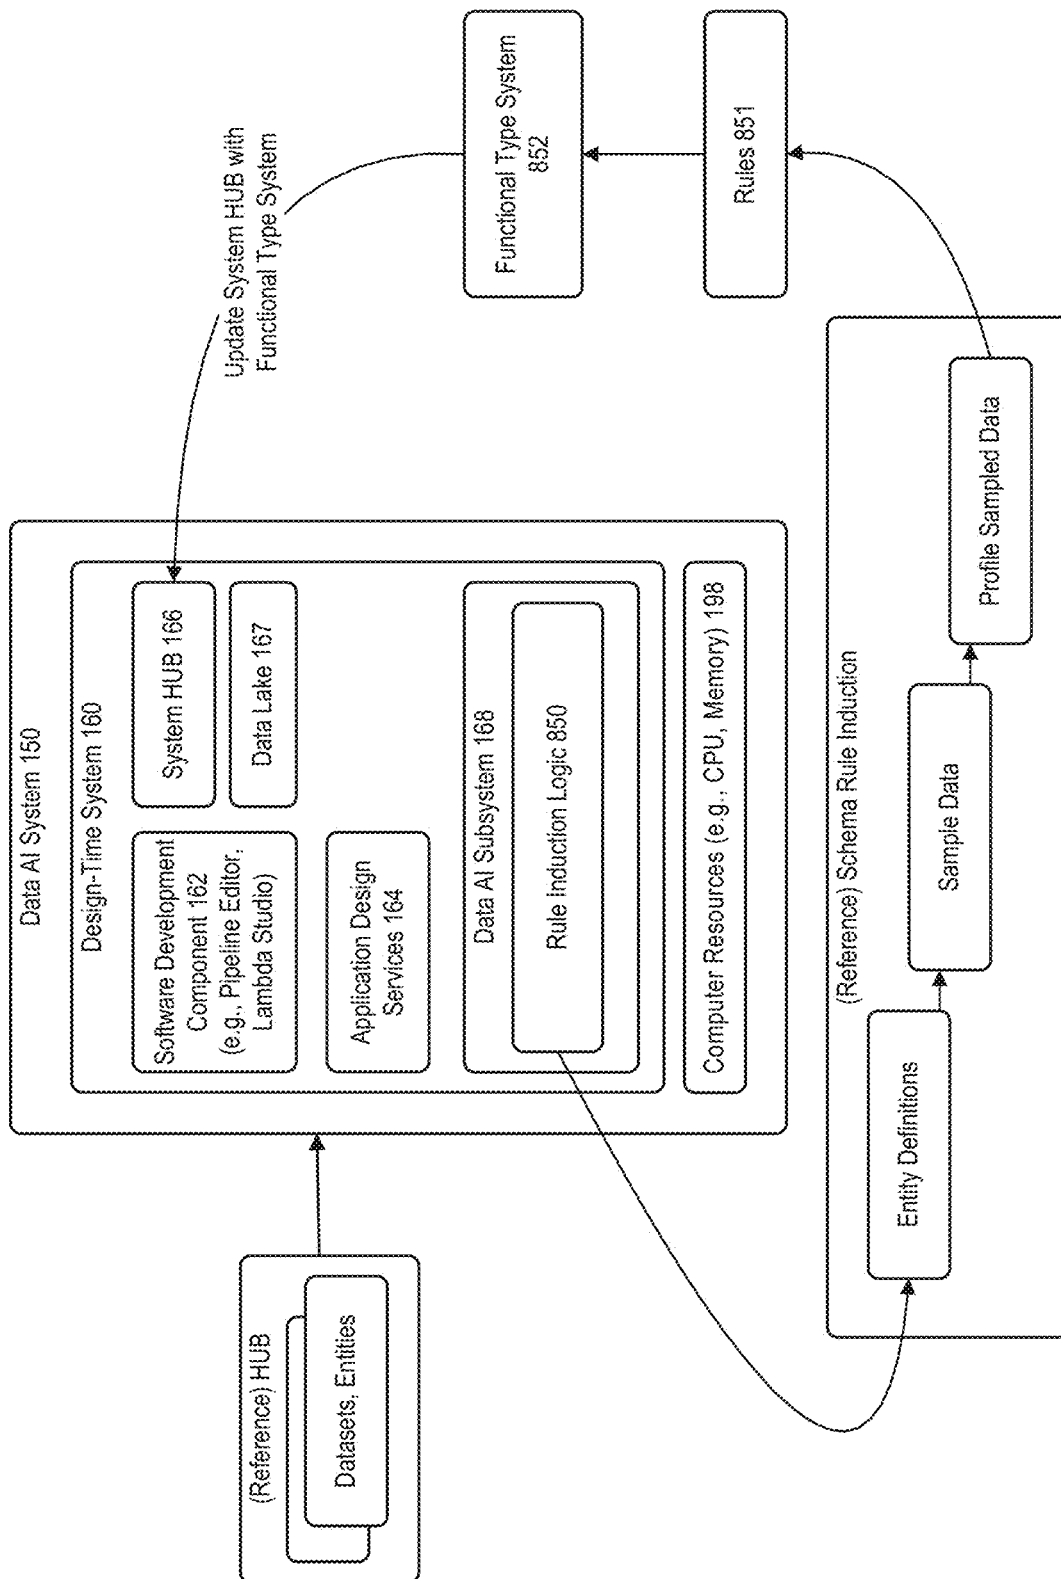 (Reference) HUB
Datasets, Entities
Data AI System 150
Design-Time System 160
Software Development
Component 162
(e.g., Pipeline Editor,
Lambda Studio)
System HUB 166
Data Lake 167
Application Design
Services 164
Data AI Subsystem 168
Rule Induction Logic 850
Computer Resources (e.g., CPU, Memory) 198
Update System HUB with
Functional Type System
Functional Type System
852
Rules 851
(Reference) Schema Rule Induction
Entity Definitions
Sample Data
Profile Sampled Data